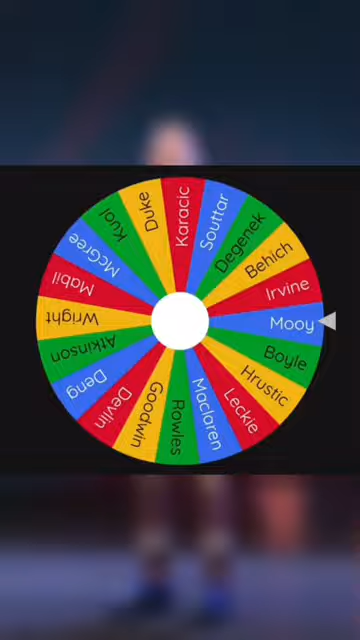 Karacic
Souttar
Degenek
Behich
Irvine
Mooy
Boyle
Hrustic
Leckie
Maclaren
Rowles
Goodwin
Devlin
Deng
Atkinson
Wright
Mabil
McGree
Kuol
Duke